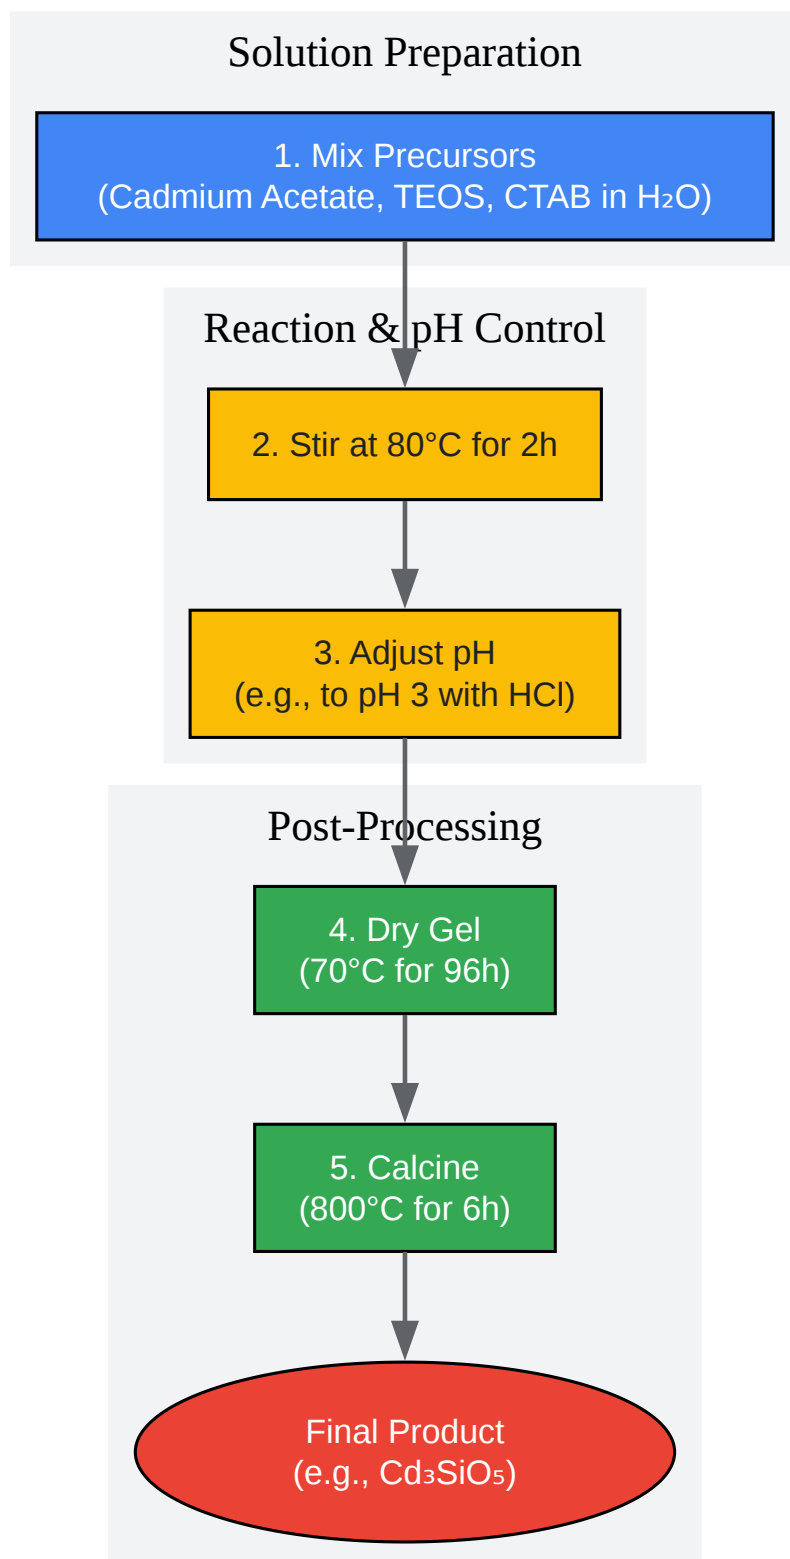 Solution Preparation
1. Mix Precursors
(Cadmium Acetate, TEOS, CTAB in H₂O)
Reaction & pH Control
2. Stir at 80°C for 2h
3. Adjust pH
(e.g., to pH 3 with HCl)
Post-Processing
4. Dry Gel
(70°C for 96h)
5. Calcine
(800°C for 6h)
Final Product
(e.g., Cd₃SiO₅)